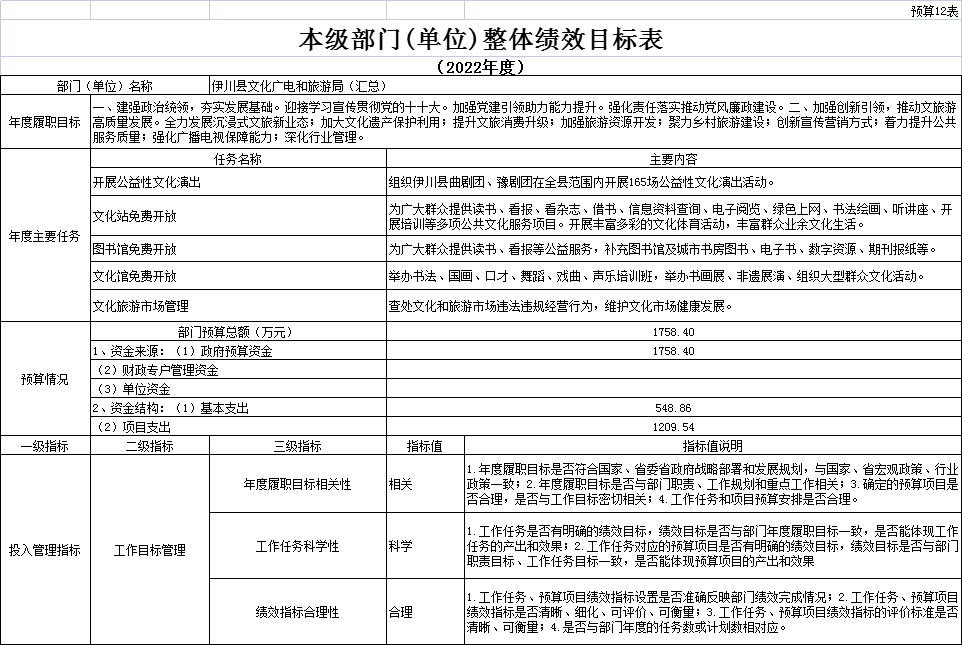 预算12表
本级部门(单位)整体绩效目标表
(2022年度)
部门（单位）名称 伊川县文化广电和旅游局（汇总）
年度履职目标
一、建强政治统领，夯实发展基础。迎接学习宣传贯彻党的十十大。加强党建引领助力能力提升。强化责任落实推动党风廉政建设。二、加强创新引领，推动文旅游
高质量发展。全力发展沉浸式文旅新业态；加大文化遗产保护利用；提升文旅消费升级；加强旅游资源开发；聚力乡村旅游建设；创新宣传营销方式；着力提升公共
服务质量；强化广播电视保障能力；深化行业管理。
年度主要任务
任务名称 主要内容
开展公益性文化演出 组织伊川县曲剧团、豫剧团在全县范围内开展165场公益性文化演出活动。
文化站免费开放
为广大群众提供读书、看报、看杂志、借书、信息资料查询、电子阅览、绿色上网、书法绘画、听讲座、开
展培训等多项公共文化服务项目。开展丰富多彩的文化体育活动，丰富群众业余文化生活。
图书馆免费开放 为广大群众提供读书、看报等公益服务，补充图书馆及城市书房图书、电子书、数字资源、期刊报纸等。
文化馆免费开放 举办书法、国画、口才、舞蹈、戏曲、声乐培训班，举办书画展、非遗展演、组织大型群众文化活动。
文化旅游市场管理 查处文化和旅游市场违法违规经营行为，维护文化市场健康发展。
预算情况
部门预算总额（万元） 1758.40
1、资金来源：（1）政府预算资金 1758.40
（2）财政专户管理资金
（3）单位资金
2、资金结构：（1）基本支出 548.86
（2）项目支出 1209.54
一级指标 二级指标 三级指标 指标值 指标值说明
投入管理指标 工作目标管理
年度履职目标相关性 相关
1.年度履职目标是否符合国家、省委省政府战略部署和发展规划，与国家、省宏观政策、行业
政策一致；2.年度履职目标是否与部门职责、工作规划和重点工作相关；3.确定的预算项目是
否合理，是否与工作目标密切相关；4.工作任务和项目预算安排是否合理。
工作任务科学性 科学
1.工作任务是否有明确的绩效目标，绩效目标是否与部门年度履职目标一致，是否能体现工作
任务的产出和效果；2.工作任务对应的预算项目是否有明确的绩效目标，绩效目标是否与部门
职责目标、工作任务目标一致，是否能体现预算项目的产出和效果
绩效指标合理性 合理
1.工作任务、预算项目绩效指标设置是否准确反映部门绩效完成情况；2.工作任务、预算项目
绩效指标是否清晰、细化、可评价、可衡量；3.工作任务、预算项目绩效指标的评价标准是否
清晰、可衡量；4.是否与部门年度的任务数或计划数相对应。